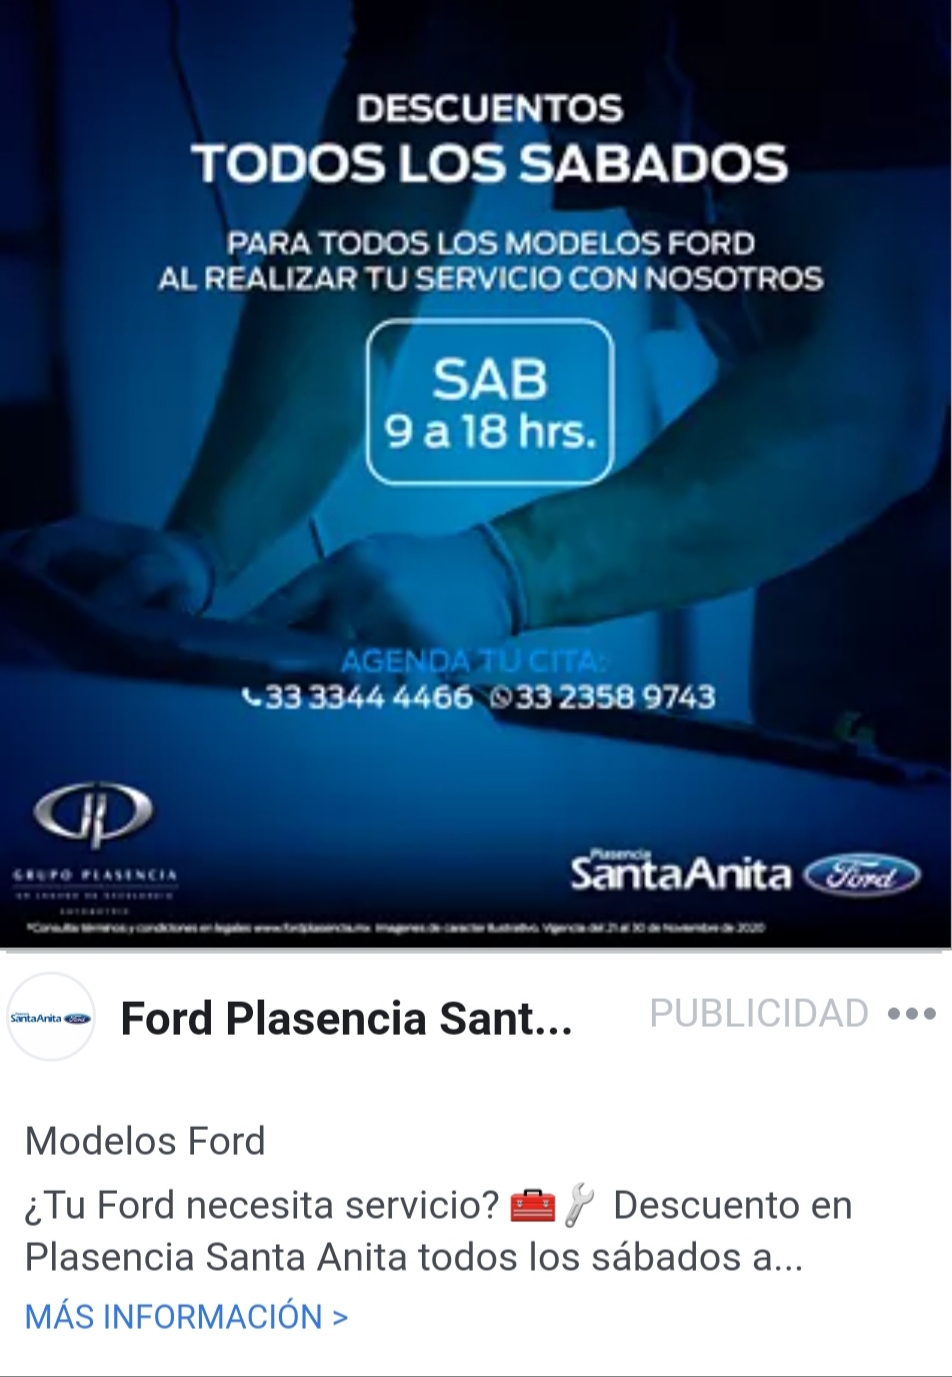 DESCUENTOS
TODOS LOS SABADOS
PARA TODOS LOS MODELOS FORD
AL REALIZAR TU SERVICIO CON NOSOTROS
SAB
9 a 18 hrs.
AGENDA TU CITA:
33 3344 4466 33 2358 9743
GRUPO PLASENCIA
Plasencia
SantaAnita Ford
*Consulta términos y condiciones en legales www.fordplasencia.mx Imagenes de caracter ilustrativo. Vigencia del 21 al 30 de Noviembre de 2020
SantaAnita Ford
Ford Plasencia Sant...
PUBLICIDAD
Modelos Ford
¿Tu Ford necesita servicio? 🧰🔧 Descuento en
Plasencia Santa Anita todos los sábados a...
MÁS INFORMACIÓN >